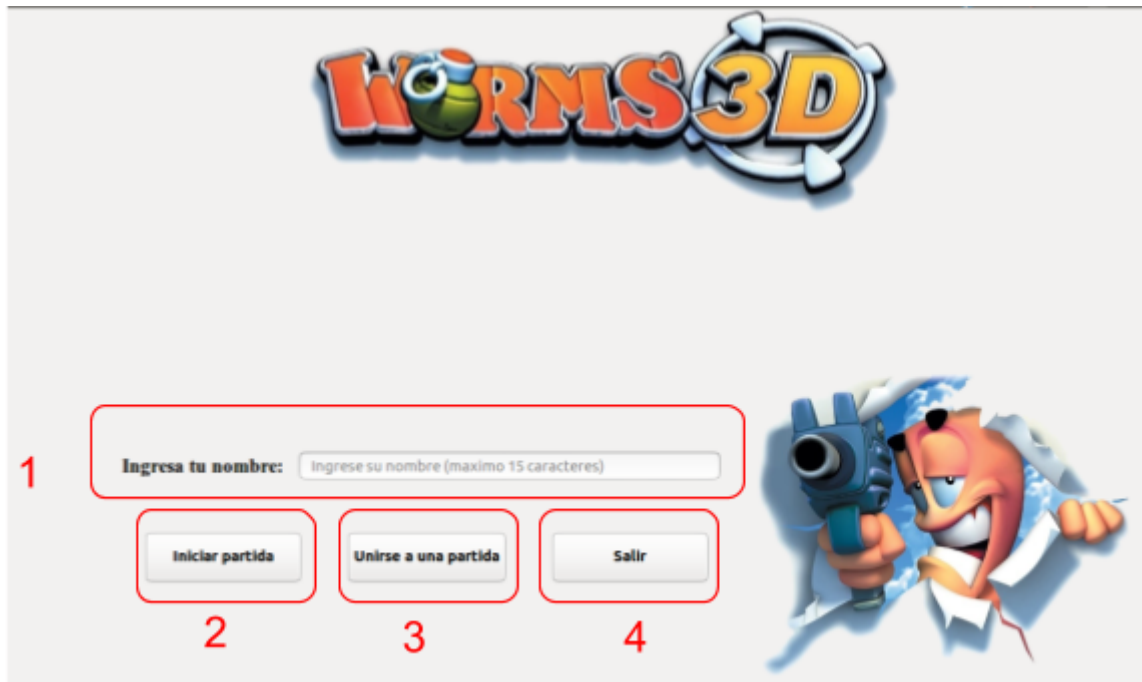 WORMS 3D
1
Ingresa tu nombre: Ingrese su nombre (maximo 15 caracteres)
Iniciar partida Unirse a una partida Salir
2 3 4